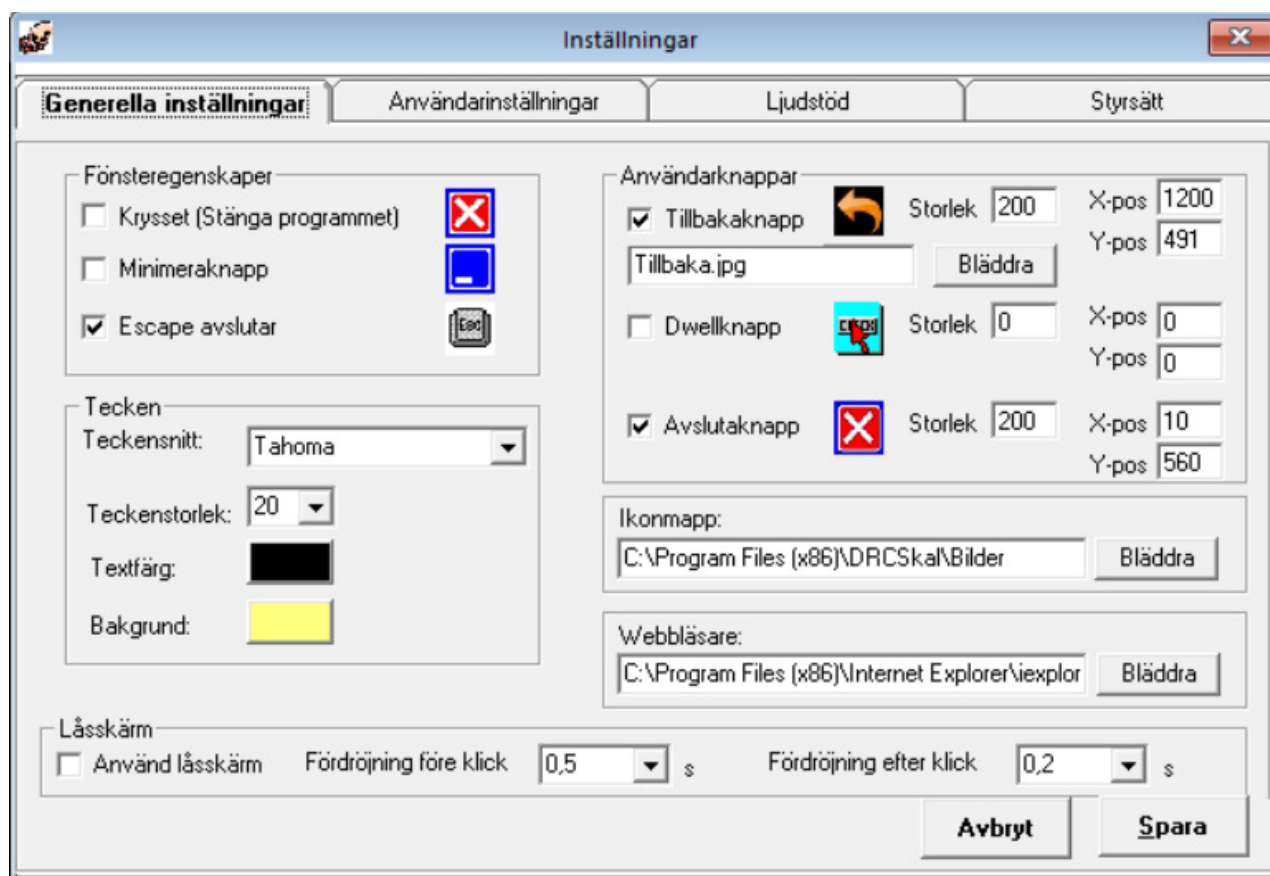 Inställningar
Generella inställningar Användarinställningar Ljudstöd Styrsätt
Fönsteregenskaper
Krysset (Stänga programmet)
Minimeraknapp
Escape avslutar
Esc
Tecken
Teckensnitt: Tahoma
Teckenstorlek: 20
Textfärg:
Bakgrund:
Användarknappar
Tillbakaknapp Storlek 200 X-pos 1200
Y-pos 491
Tillbaka.jpg Bläddra
Dwellknapp Storlek 0 X-pos 0
Y-pos 0
Avslutaknapp Storlek 200 X-pos 10
Y-pos 560
Ikonmapp:
C:\Program Files (x86)\DRCSkal\Bilder Bläddra
Webbläsare:
C:\Program Files (x86)\Internet Explorer\iexplor Bläddra
Låsskärm
Använd låsskärm Fördröjning före klick 0,5 s Fördröjning efter klick 0,2 s
Avbryt Spara